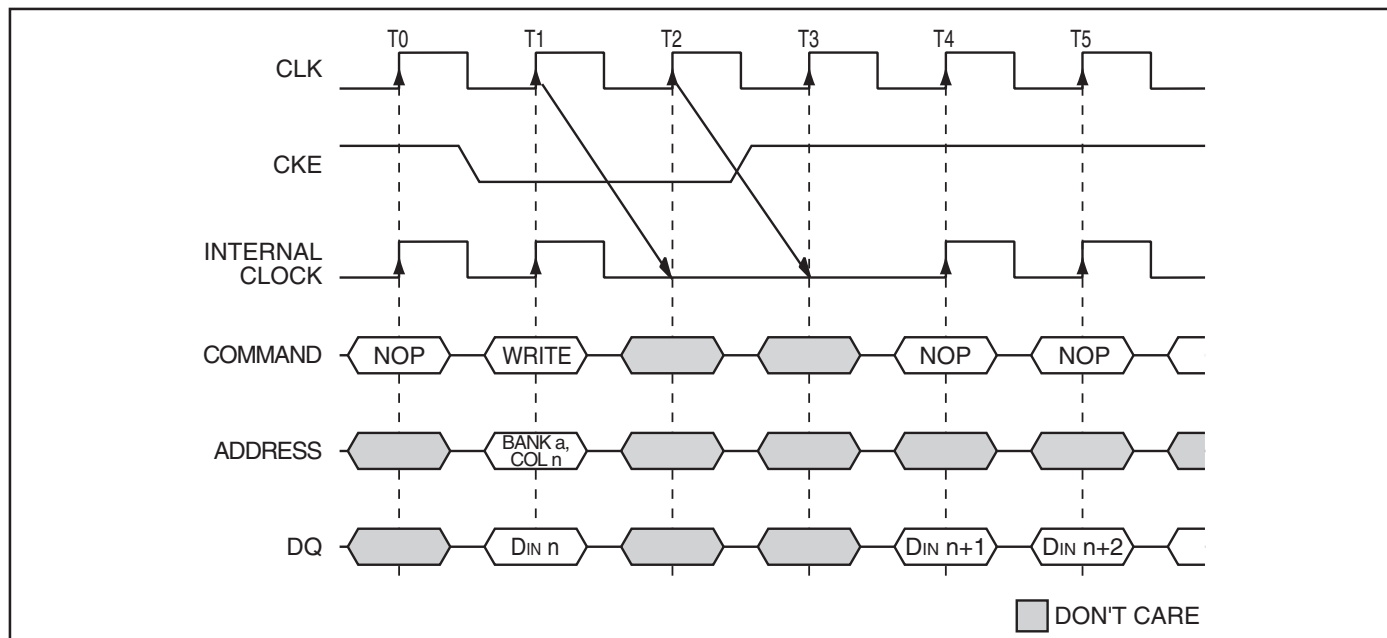 T0 T1 T2 T3 T4 T5
CLK
CKE
INTERNAL
CLOCK
COMMAND NOP WRITE NOP NOP
ADDRESS BANK a,
COL n
DQ DIN n DIN n+1 DIN n+2
DON'T CARE